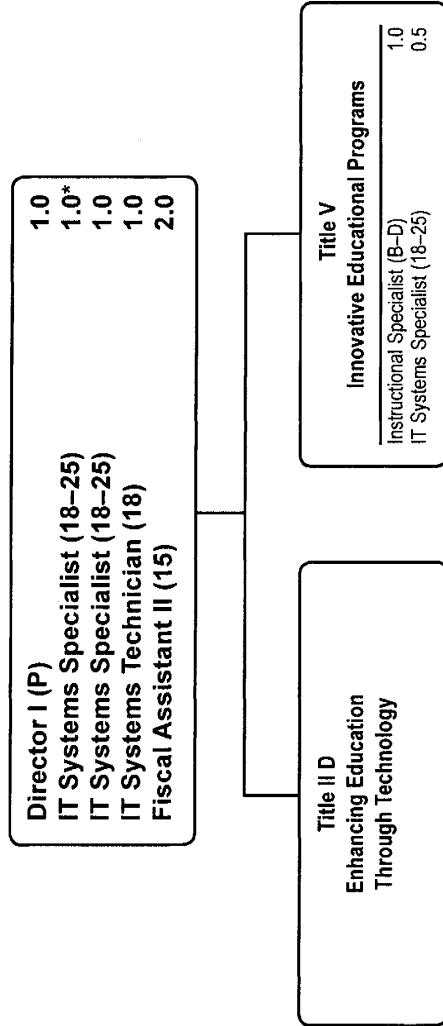 Director I (P) 1.0
IT Systems Specialist (18–25) 1.0*
IT Systems Specialist (18–25) 1.0
IT Systems Technician (18) 1.0
Fiscal Assistant II (15) 2.0
Title II D
Enhancing Education
Through Technology
Title V
Innovative Educational Programs
Instructional Specialist (B–D) 1.0
IT Systems Specialist (18–25) 0.5